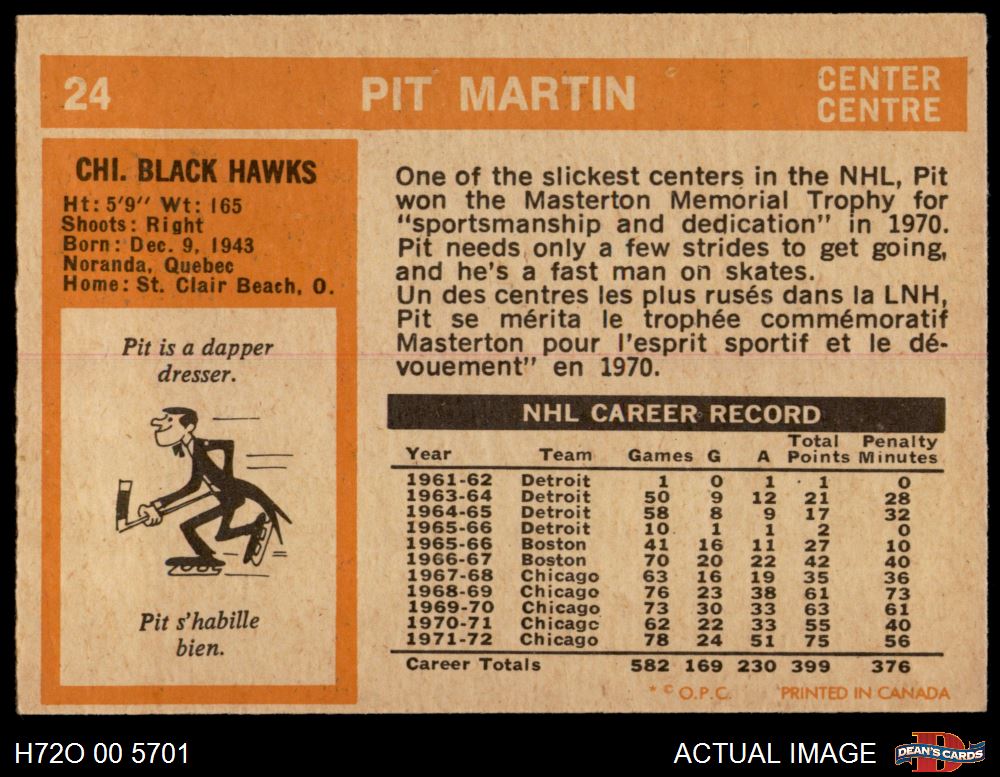 24 PIT MARTIN CENTER
CENTRE
CHI. BLACK HAWKS
Ht: 5'9" Wt: 165
Shoots: Right
Born: Dec. 9, 1943
Noranda, Quebec
Home: St. Clair Beach, O.
Pit is a dapper
dresser.
Pit s'habille
bien.
One of the slickest centers in the NHL, Pit
won the Masterton Memorial Trophy for
"sportsmanship and dedication" in 1970.
Pit needs only a few strides to get going,
and he's a fast man on skates.
Un des centres les plus rusés dans la LNH,
Pit se mérita le trophée commémoratif
Masterton pour l'esprit sportif et le dé-
vouement" en 1970.
NHL CAREER RECORD
Year Team Games G A Total Points Penalty Minutes
1961-62 Detroit 1 0 1 1 0
1963-64 Detroit 50 9 12 21 28
1964-65 Detroit 58 8 9 17 32
1965-66 Detroit 10 1 1 2 0
1965-66 Boston 41 16 11 27 10
1966-67 Boston 70 20 22 42 40
1967-68 Chicago 63 16 19 35 36
1968-69 Chicago 76 23 38 61 73
1969-70 Chicago 73 30 33 63 61
1970-71 Chicago 62 22 33 55 40
1971-72 Chicago 78 24 51 75 56
Career Totals 582 169 230 399 376
* © O.P.C. PRINTED IN CANADA
H72O 00 5701 ACTUAL IMAGE DEAN'S CARDS